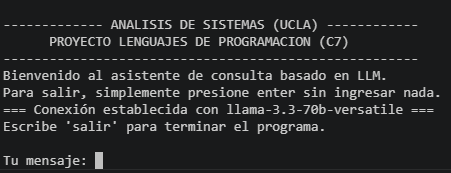 ------------- ANALISIS DE SISTEMAS (UCLA) ------------
PROYECTO LENGUAJES DE PROGRAMACION (C7)
------------------------------------------------------
Bienvenido al asistente de consulta basado en LLM.
Para salir, simplemente presione enter sin ingresar nada.
=== Conexión establecida con llama-3.3-70b-versatile ===
Escribe 'salir' para terminar el programa.
Tu mensaje: